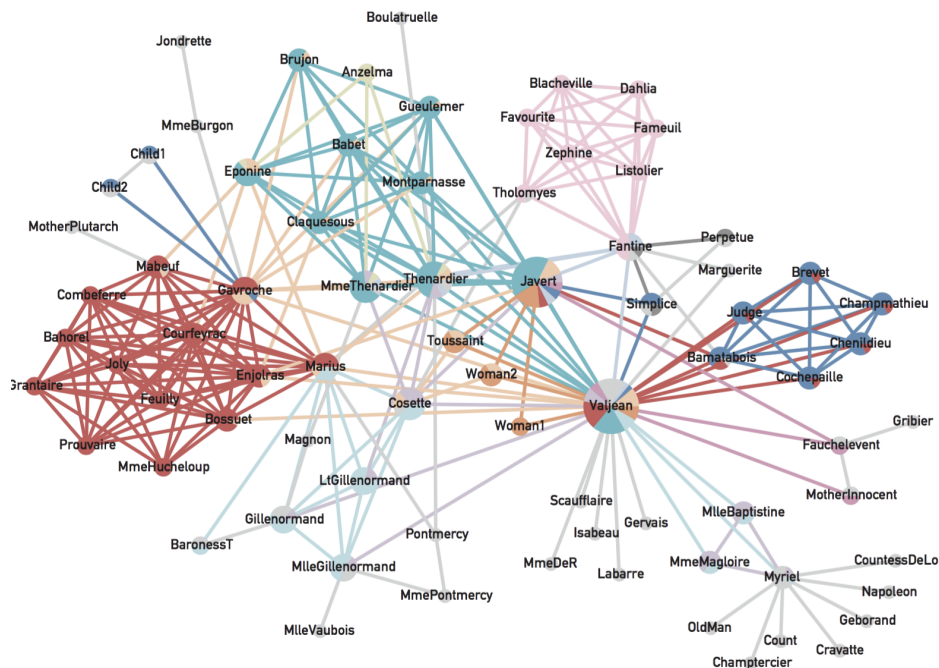 Boulatruelle
Jondrette
Brujon
Anzelma
Blacheville
Dahlia
Gueulemer
Favourite
MmeBurgon
Fameuil
Babet
Child1
Zephine
Eponine
Listolier
Montparnasse
Child2
Tholomyes
Claquesous
MotherPlutarch
Perpetue
Fantine
Mabeuf
Marguerite
Brevet
Thenardier
Javert
MmeThenardier
Gavroche
Combeferre
Simplice
Champmathieu
Judge
Bahorel
Courfeyrac
Toussaint
Chenildieu
Bamatabois
Joly
Marius
Woman2
Enjolras
Cochepaille
Grantaire
Feuilly
Cosette
Valjean
Bossuet
Gribier
Woman1
Magnon
Prouvaire
Fauchelevent
MmeHucheloup
LtGillenormand
Scaufflaire
MotherInnocent
Gillenormand
Gervais
MlleBaptistine
Isabeau
Pontmercy
BaronessT
MmeDeR
MmeMagloire
CountessDeLo
MlleGillenormand
Labarre
Myriel
Napoleon
MmePontmercy
Geborand
MlleVaubois
OldMan
Count
Cravatte
Champtercier